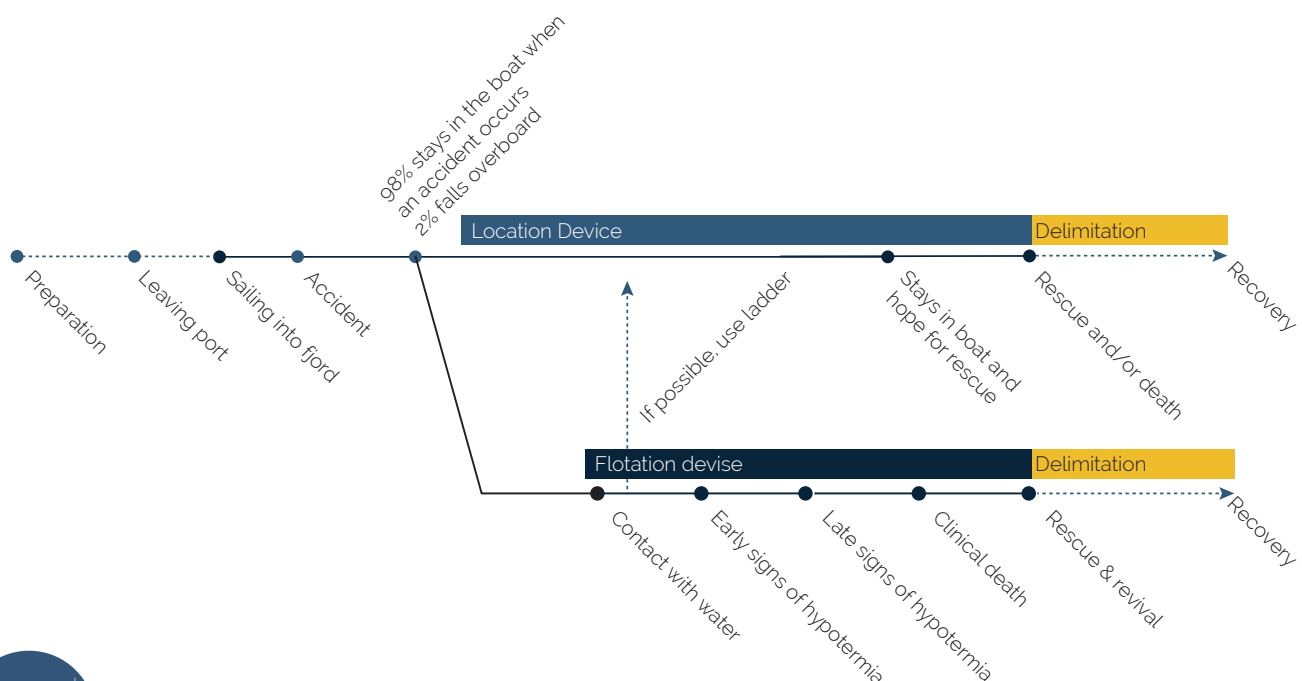 98% stays in the boat when
an accident occurs
2% falls overboard
Location Device
Delimitation
Preparation
Leaving port
Sailing into fjord
Accident
If possible, use ladder
Stays in boat and
hope for rescue
Rescue and/or death
Recovery
Flotation devise
Delimitation
Contact with water
Early signs of hypotermia
Late signs of hypotermia
Clinical death
Rescue & revival
Recovery